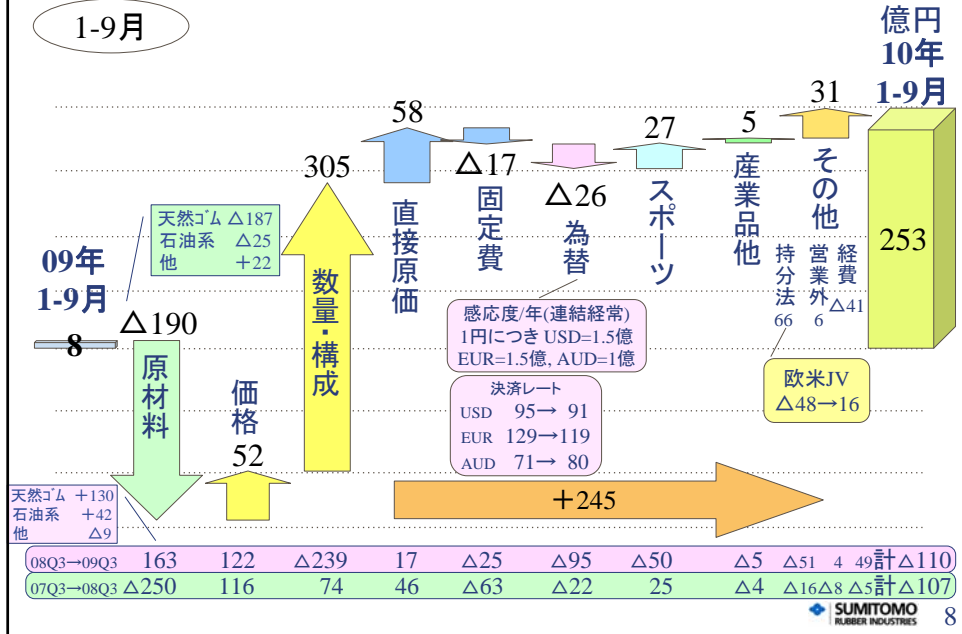 1-9月
億円
10年
1-9月
253
09年
1-9月
8
天然ｺﾞﾑ △187
石油系 △25
他 +22
△190
原材料
価格
52
305
数量・構成
58
直接原価
△17
固定費
△26
為替
27
スポーツ
5
産業品他
31
その他
持分法
66
営業外
6
経費
△41
感応度/年(連結経常)
1円につき USD=1.5億
EUR=1.5億, AUD=1億
決済レート
USD 95→ 91
EUR 129→119
AUD 71→ 80
欧米JV
△48→16
+245
天然ｺﾞﾑ +130
石油系 +42
他 △9
08Q3→09Q3 163 122 △239 17 △25 △95 △50 △5 △51 4 49計△110
07Q3→08Q3 △250 116 74 46 △63 △22 25 △4 △16△8 △5計△107
SUMITOMO
RUBBER INDUSTRIES
8